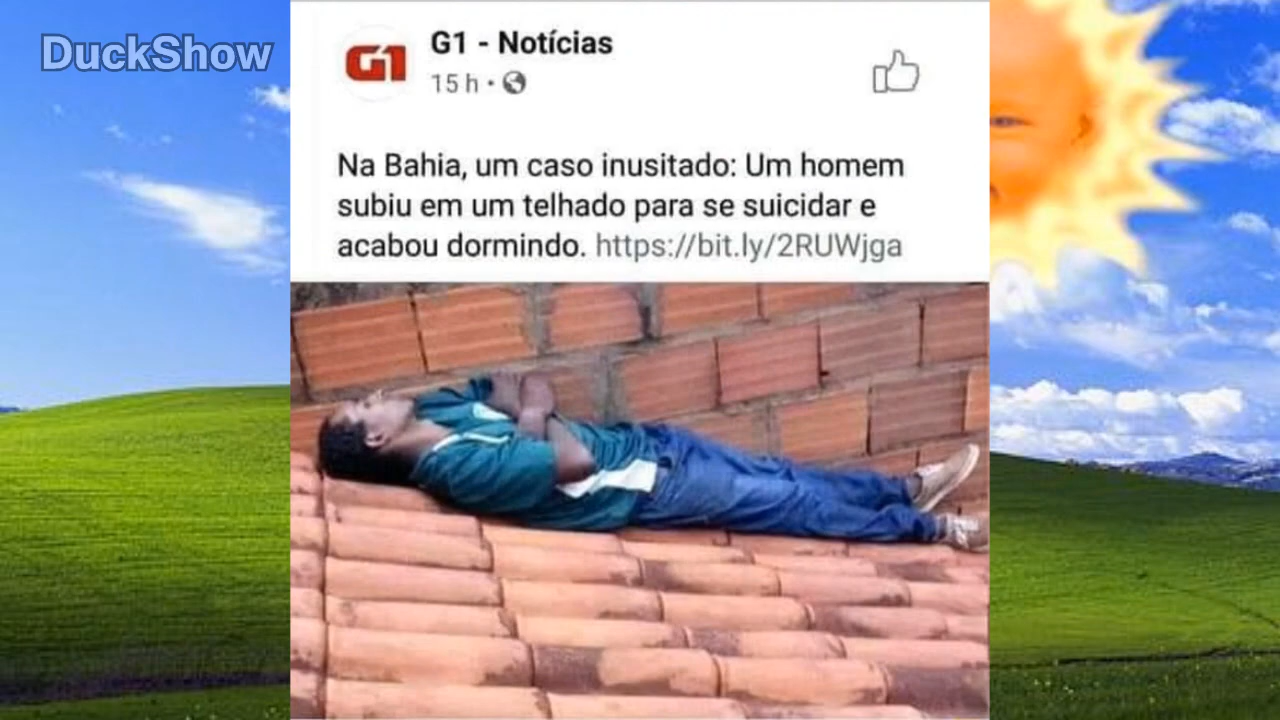 DuckShow
G1
G1 - Notícias
15 h •
Na Bahia, um caso inusitado: Um homem
subiu em um telhado para se suicidar e
acabou dormindo. https://bit.ly/2RUWjga